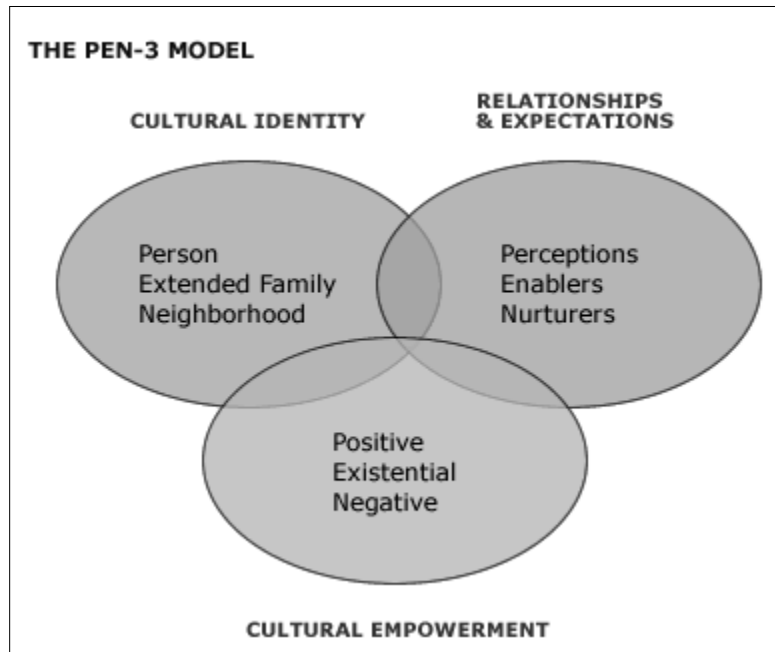 THE PEN-3 MODEL
CULTURAL IDENTITY
RELATIONSHIPS
& EXPECTATIONS
Person
Extended Family
Neighborhood
Perceptions
Enablers
Nurturers
Positive
Existential
Negative
CULTURAL EMPOWERMENT